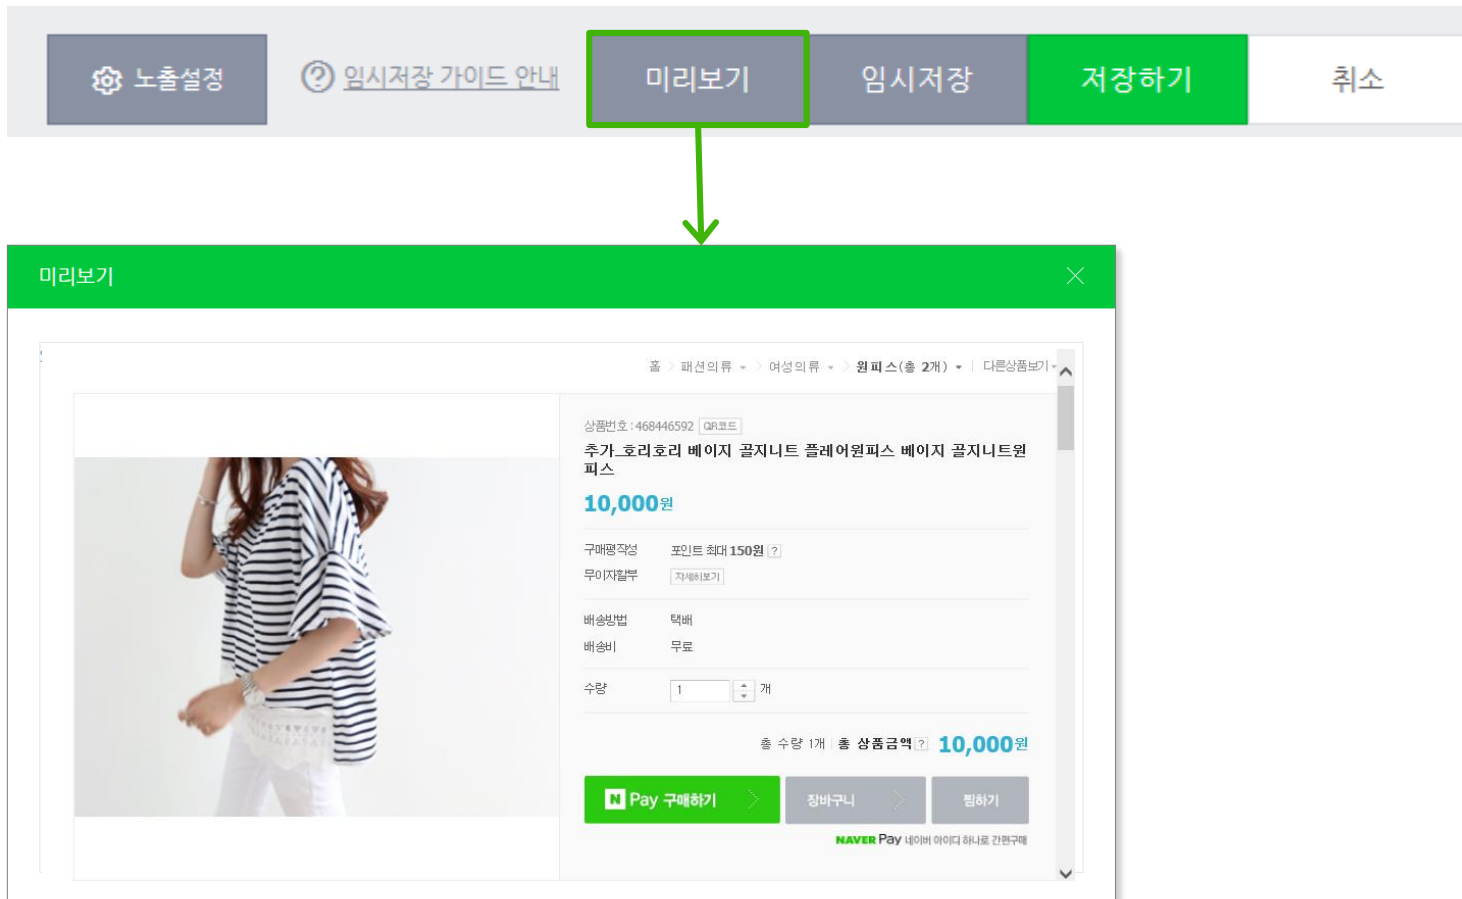 노출설정
임시저장 가이드 안내
미리보기
임시저장
저장하기
취소
미리보기
홈 > 패션의류 > 여성의류 > 원피스(총 2개) | 다른상품보기
상품번호 : 468446592 QR코드
추가_호리호리 베이지 골지니트 플레어원피스 베이지 골지니트원
피스
10,000원
구매평작성 포인트 최대 150원 ?
무이자할부 자세히보기
배송방법 택배
배송비 무료
수량 1 개
총 수량 1개 | 총 상품금액 ? 10,000원
N Pay 구매하기 >
장바구니 >
찜하기
NAVER Pay 네이버 아이디 하나로 간편구매